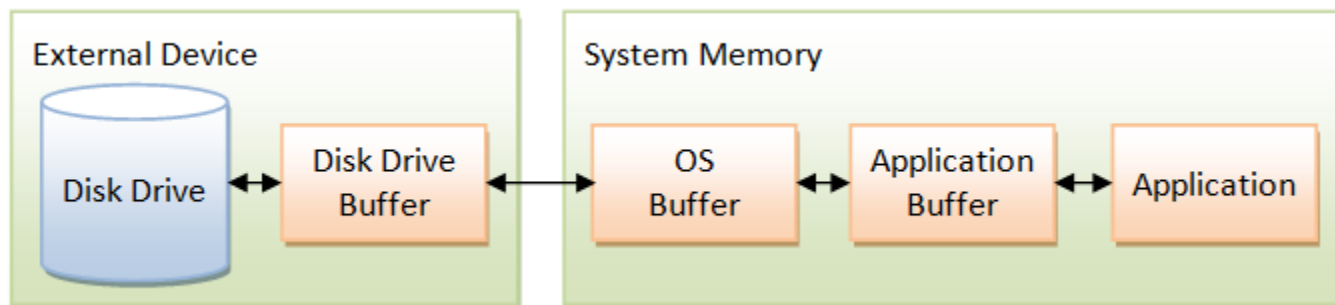 External Device
Disk Drive
Disk Drive
Buffer
System Memory
OS
Buffer
Application
Buffer
Application